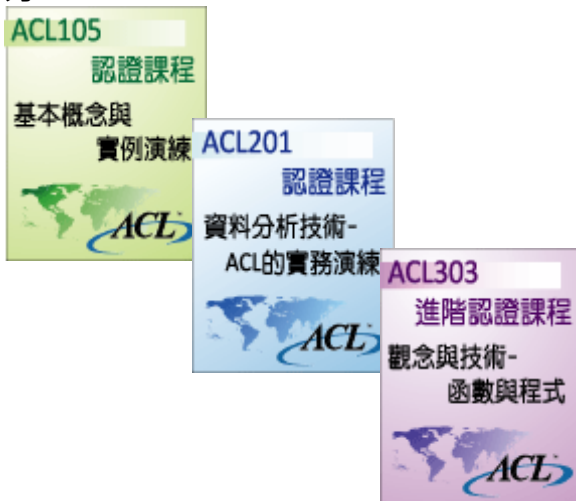 ACL105
認證課程
基本概念與
實例演練
ACL
ACL201
認證課程
資料分析技術-
ACL的實務演練
ACL
ACL303
進階認證課程
觀念與技術-
函數與程式
ACL